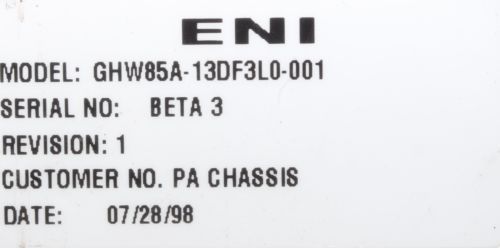 ENI
MODEL: GHW85A-13DF3L0-001
SERIAL NO: BETA 3
REVISION: 1
CUSTOMER NO. PA CHASSIS
DATE: 07/28/98